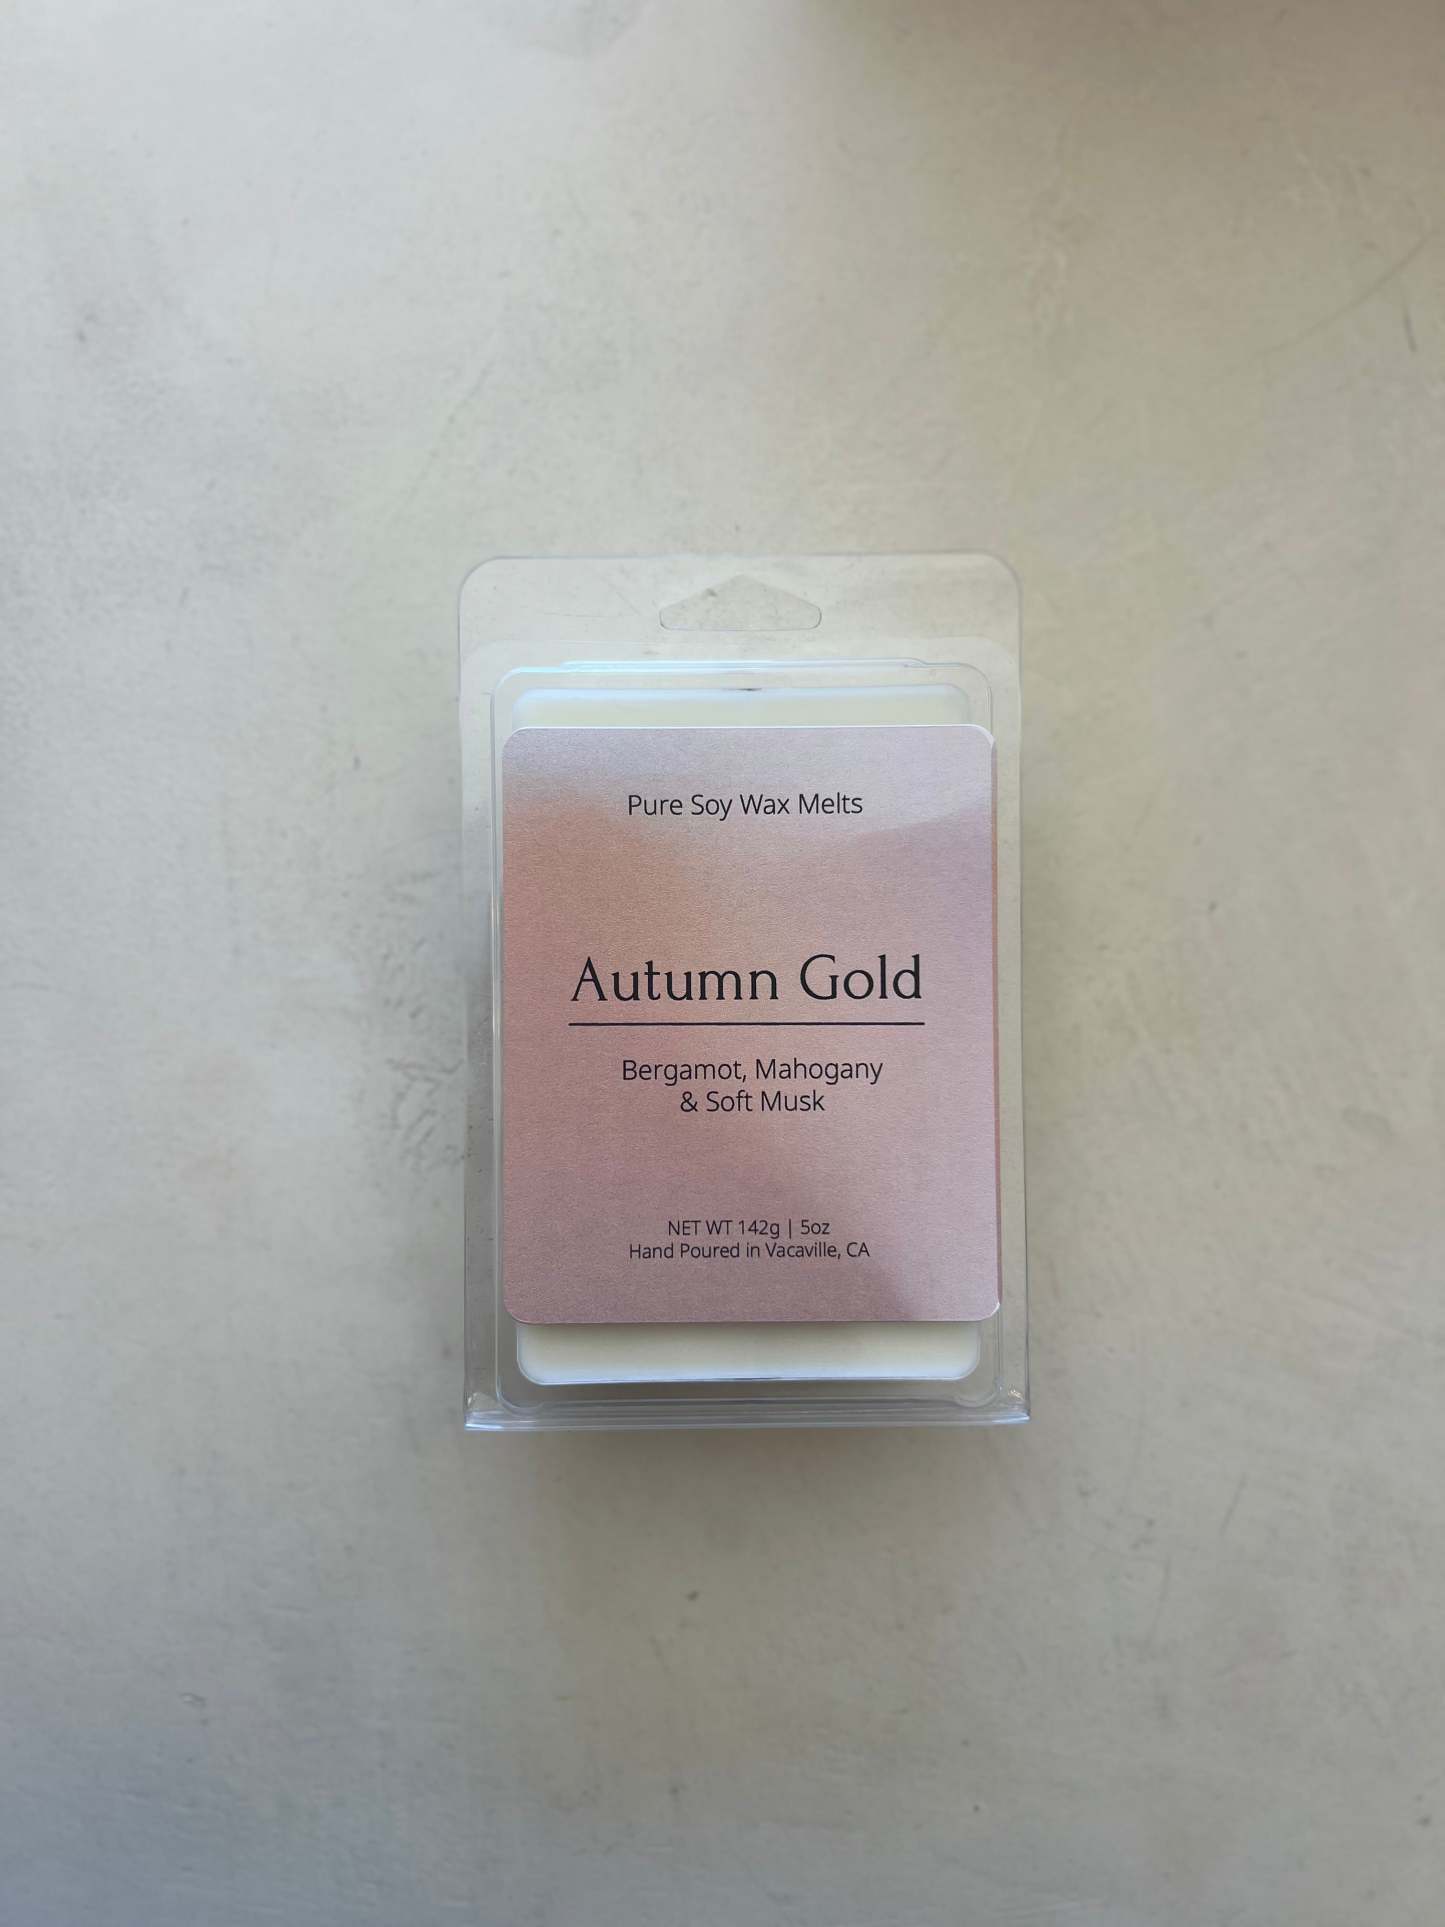 Pure Soy Wax Melts
Autumn Gold
Bergamot, Mahogany
& Soft Musk
NET WT 142g | 5oz
Hand Poured in Vacaville, CA